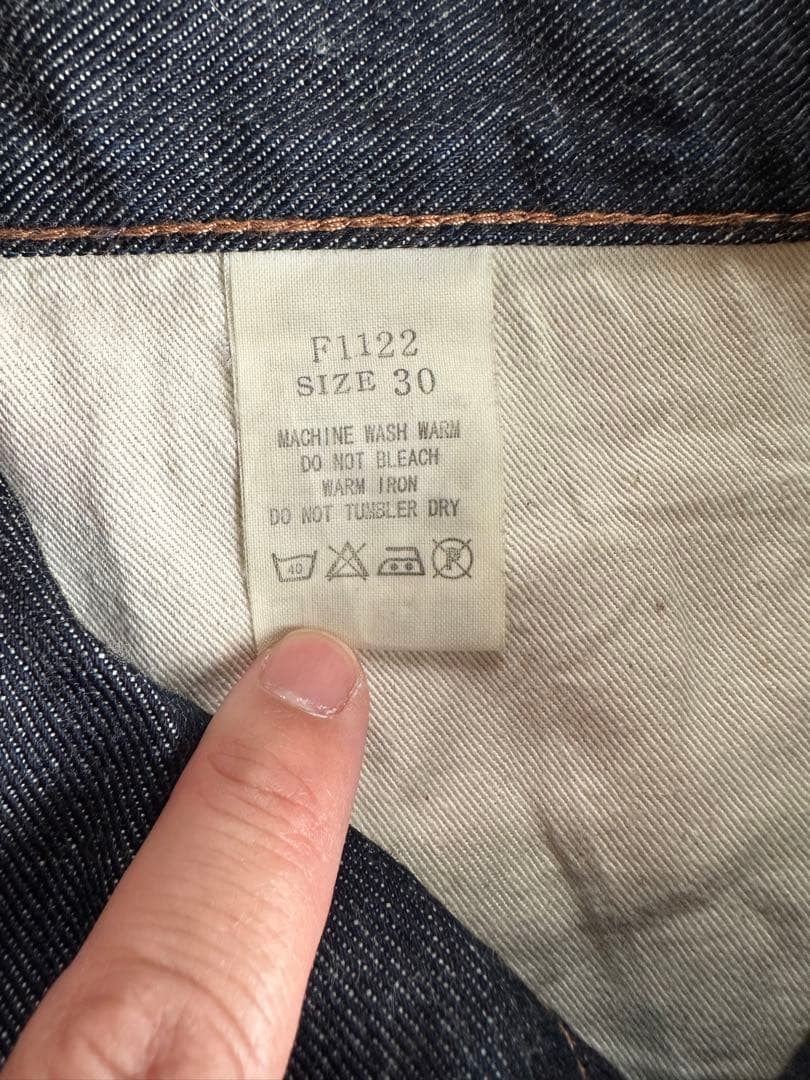 F1122
SIZE 30
MACHINE WASH WARM
DO NOT BLEACH
WARM IRON
DO NOT TUMBLER DRY
40 P